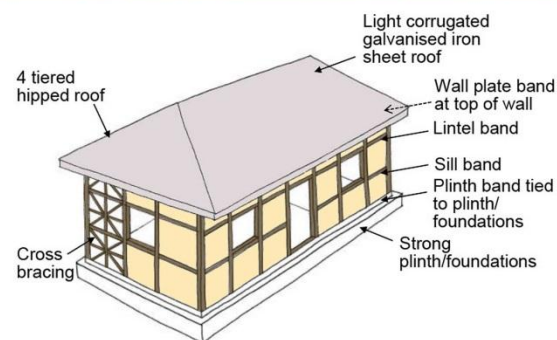 Light corrugated
galvanised iron
sheet roof
4 tiered
hipped roof
Wall plate band
at top of wall
Lintel band
Sill band
Plinth band tied
to plinth/
foundations
Strong
plinth/foundations
Cross
bracing